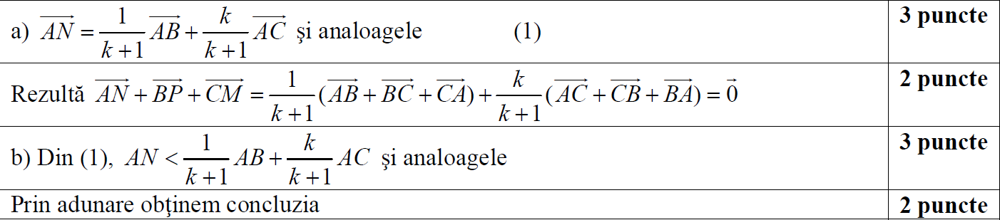 a) $\overrightarrow{AN} = \frac{1}{k+1}\overrightarrow{AB} + \frac{k}{k+1}\overrightarrow{AC}$ şi analoagele (1) 3 puncte
Rezultă $\overrightarrow{AN} + \overrightarrow{BP} + \overrightarrow{CM} = \frac{1}{k+1}(\overrightarrow{AB} + \overrightarrow{BC} + \overrightarrow{CA}) + \frac{k}{k+1}(\overrightarrow{AC} + \overrightarrow{CB} + \overrightarrow{BA}) = \vec{0}$ 2 puncte
b) Din (1), $AN < \frac{1}{k+1}AB + \frac{k}{k+1}AC$ şi analoagele 3 puncte
Prin adunare obţinem concluzia 2 puncte